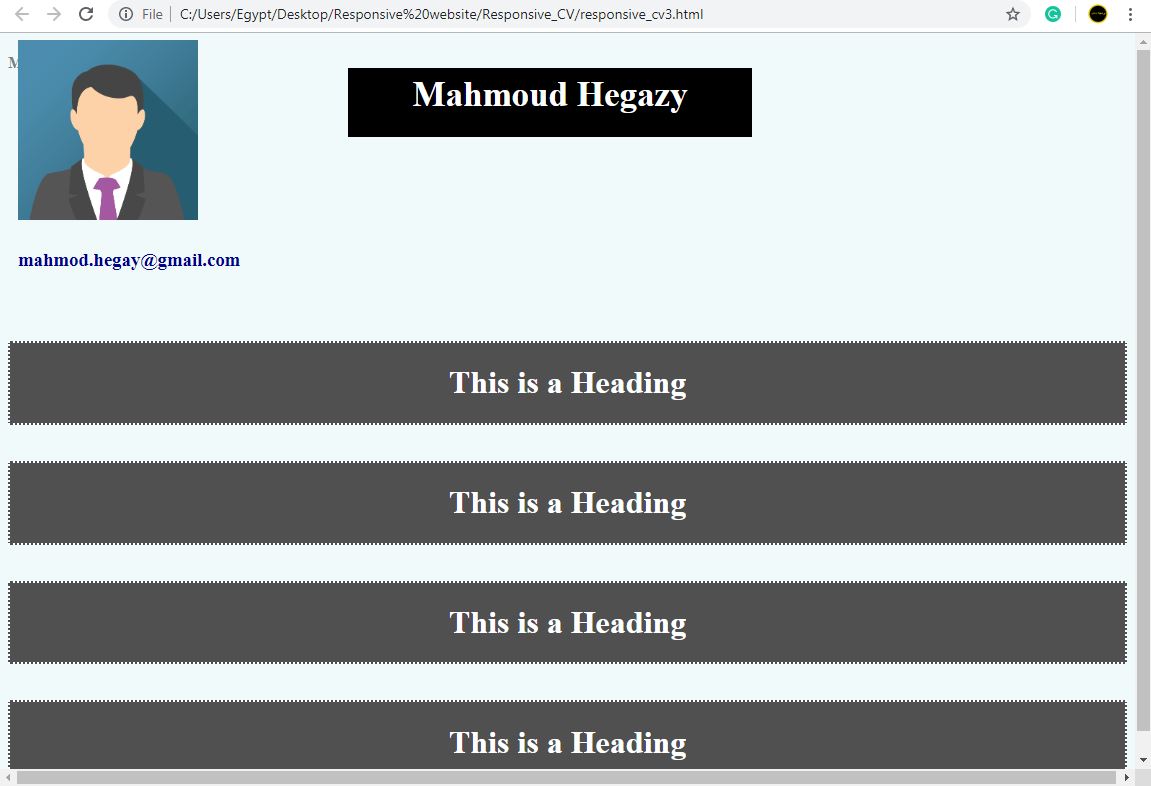 File C:/Users/Egypt/Desktop/Responsive%20website/Responsive_CV/responsive_cv3.html
M
Mahmoud Hegazy
mahmod.hegay@gmail.com
This is a Heading
This is a Heading
This is a Heading
This is a Heading